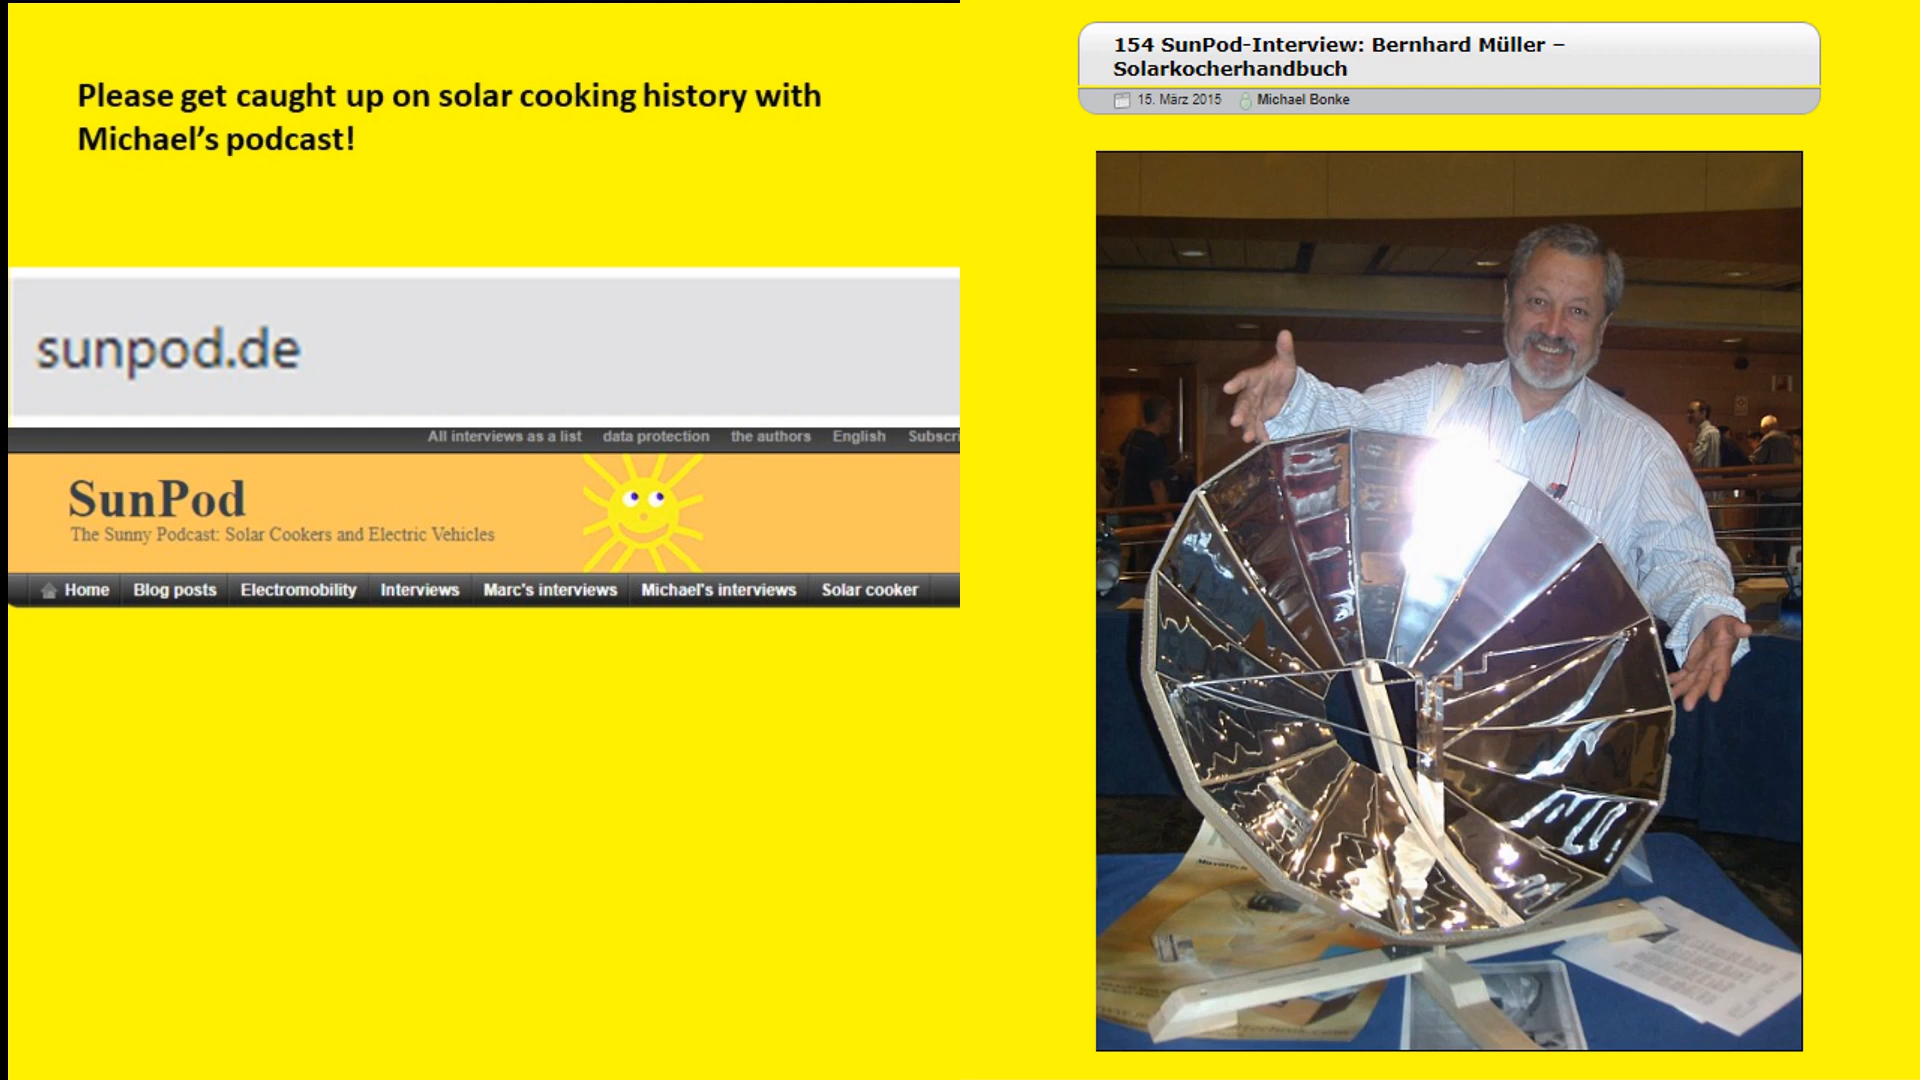 Please get caught up on solar cooking history with
Michael's podcast!
sunpod.de
All interviews as a list data protection the authors English Subscri
SunPod
The Sunny Podcast: Solar Cookers and Electric Vehicles
Home Blog posts Electromobility Interviews Marc's interviews Michael's interviews Solar cooker
154 SunPod-Interview: Bernhard Müller –
Solarkocherhandbuch
15. März 2015 Michael Bonke